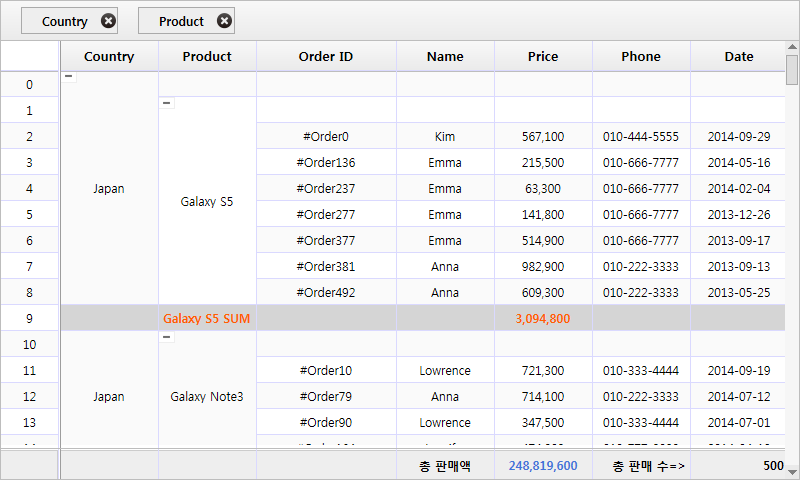 Country Product
Country Product Order ID Name Price Phone Date
0
1
2 #Order0 Kim 567,100 010-444-5555 2014-09-29
3 #Order136 Emma 215,500 010-666-7777 2014-05-16
4 Japan #Order237 Emma 63,300 010-666-7777 2014-02-04
5 Galaxy S5 #Order277 Emma 141,800 010-666-7777 2013-12-26
6 #Order377 Emma 514,900 010-666-7777 2013-09-17
7 #Order381 Anna 982,900 010-222-3333 2013-09-13
8 #Order492 Anna 609,300 010-222-3333 2013-05-25
9 Galaxy S5 SUM 3,094,800
10
11 #Order10 Lowrence 721,300 010-333-4444 2014-09-19
12 Japan Galaxy Note3 #Order79 Anna 714,100 010-222-3333 2014-07-12
13 #Order90 Lowrence 347,500 010-333-4444 2014-07-01
총 판매액 248,819,600 총 판매 수=> 500